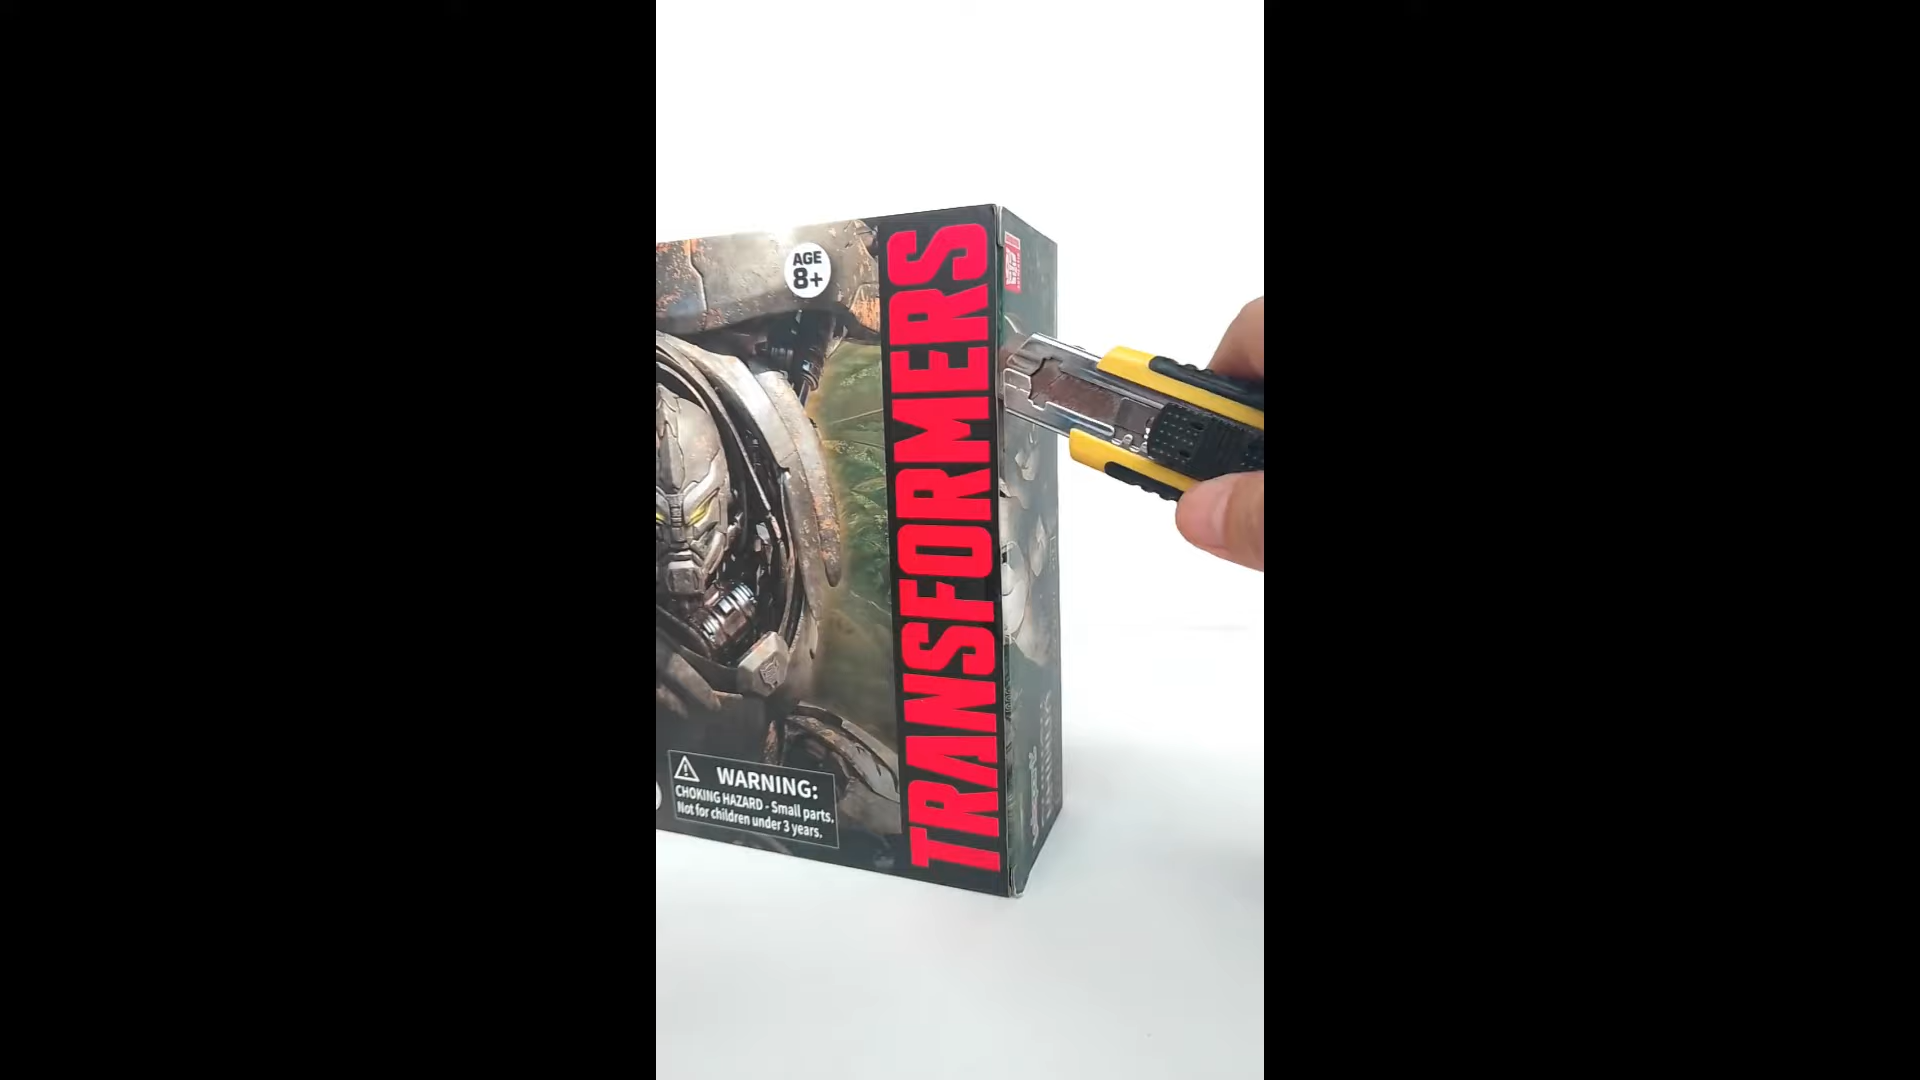 AGE
8+
TRANSFORMERS
WARNING:
CHOKING HAZARD - Small parts.
Not for children under 3 years.